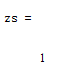 zs =
1